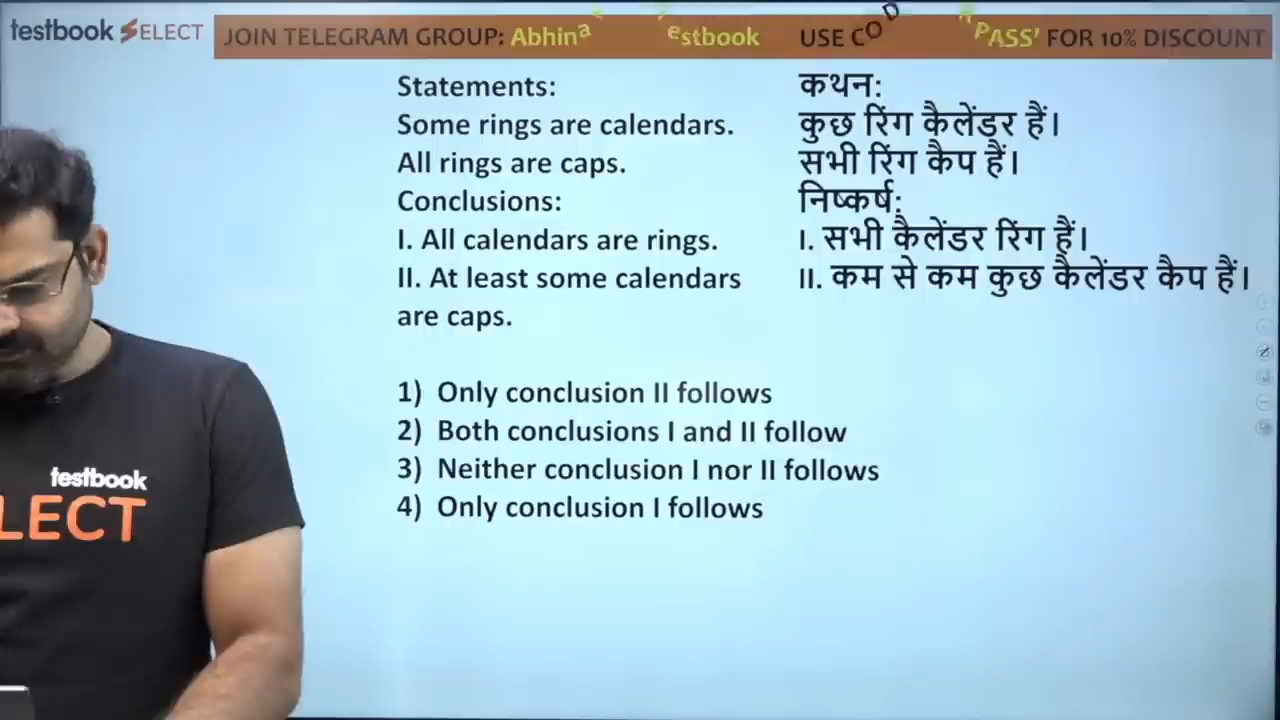 testbook SELECT
JOIN TELEGRAM GROUP: Abhina estbook USE COD PASS' FOR 10% DISCOUNT
Statements:
Some rings are calendars.
All rings are caps.
Conclusions:
I. All calendars are rings.
II. At least some calendars
are caps.
1) Only conclusion II follows
2) Both conclusions I and II follow
3) Neither conclusion I nor II follows
4) Only conclusion I follows
कथन:
कुछ रिंग कैलेंडर हैं।
सभी रिंग कैप हैं।
निष्कर्ष:
I. सभी कैलेंडर रिंग हैं।
II. कम से कम कुछ कैलेंडर कैप हैं।
testbook
LECT